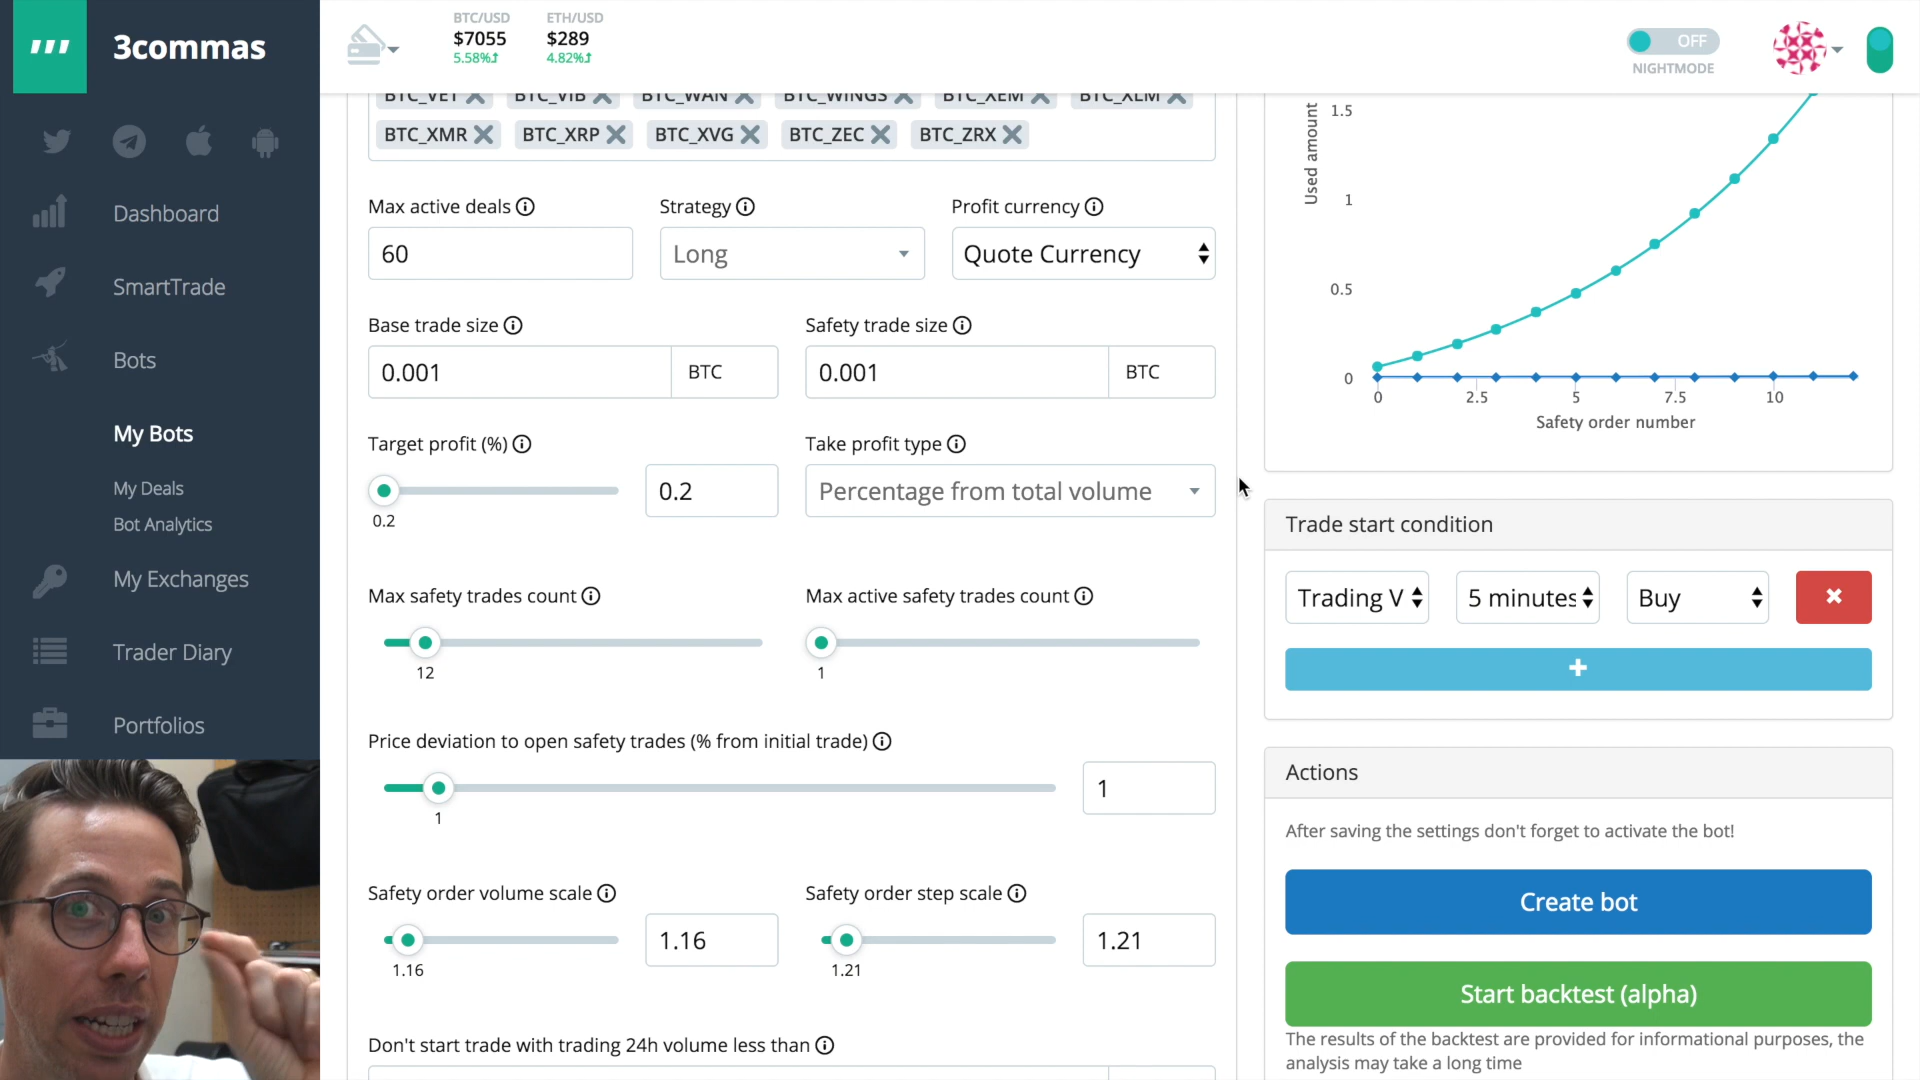 3commas
BTC/USD
$7055
5.58%
ETH/USD
$289
4.82%
OFF
NIGHTMODE
Dashboard
SmartTrade
Bots
My Bots
My Deals
Bot Analytics
My Exchanges
Trader Diary
Portfolios
BTC_VET BTC_VIB BTC_WAN BTC_WINGS BTC_XEM BTC_XLM
BTC_XMR BTC_XRP BTC_XVG BTC_ZEC BTC_ZRX
Max active deals
60
Strategy
Long
Profit currency
Quote Currency
Base trade size
0.001 BTC
Safety trade size
0.001 BTC
Target profit (%)
0.2
0.2
Take profit type
Percentage from total volume
Max safety trades count
12
Max active safety trades count
1
Price deviation to open safety trades (% from initial trade)
1
1
Safety order volume scale
1.16
1.16
Safety order step scale
1.21
1.21
Don't start trade with trading 24h volume less than
Used amount
1.5
1
0.5
0
0 2.5 5 7.5 10
Safety order number
Trade start condition
Trading V 5 minutes Buy
Actions
After saving the settings don't forget to activate the bot!
Create bot
Start backtest (alpha)
The results of the backtest are provided for informational purposes, the
analysis may take a long time